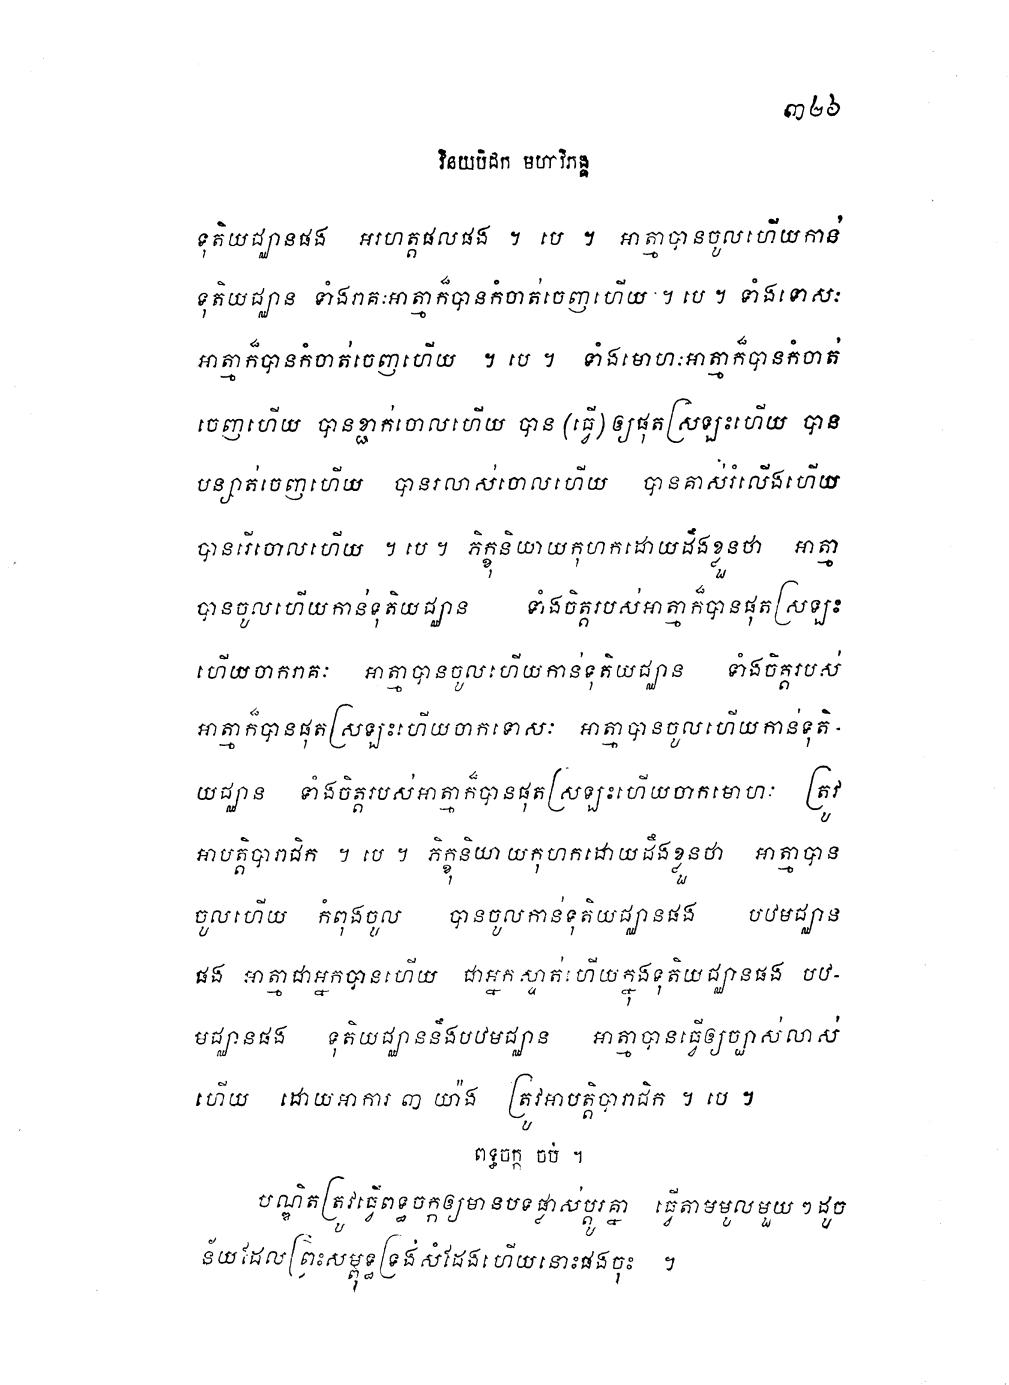 ៣២៦
វិនយបិដក មហាវិភង្គ
ទុតិយជ្ឈានផង អរហត្តផលផង ។ បេ ។ អាត្មាបានចូលហើយកាន់
ទុតិយជ្ឈាន ទាំងរាគៈអាត្មាក៏បានកំចាត់ចេញហើយ ។ បេ ។ ទាំងទោសៈ
អាត្មាក៏បានកំចាត់ចេញហើយ ។ បេ ។ ទាំងមោហៈអាត្មាក៏បានកំចាត់
ចេញហើយ បានខ្ជាក់ចោលហើយ បាន (ធ្វើ) ឲ្យផុតស្រឡះហើយ បាន
បន្សាត់ចេញហើយ បានរលាស់ចោលហើយ បានគាស់រំលើងហើយ
បានរើចោលហើយ ។ បេ ។ ភិក្ខុនិយាយកុហកដោយដឹងខ្លួនថា អាត្មា
បានចូលហើយកាន់ទុតិយជ្ឈាន ទាំងចិត្តរបស់អាត្មាក៏បានផុតស្រឡះ
ហើយចាករាគៈ អាត្មាបានចូលហើយកាន់ទុតិយជ្ឈាន ទាំងចិត្តរបស់
អាត្មាក៏បានផុតស្រឡះហើយចាកទោសៈ អាត្មាបានចូលហើយកាន់ទុតិ-
យជ្ឈាន ទាំងចិត្តរបស់អាត្មាក៏បានផុតស្រឡះហើយចាកមោហៈ ត្រូវ
អាបត្តិបារាជិក ។ បេ ។ ភិក្ខុនិយាយកុហកដោយដឹងខ្លួនថា អាត្មាបាន
ចូលហើយ កំពុងចូល បានចូលកាន់ទុតិយជ្ឈានផង បឋមជ្ឈាន
ផង អាត្មាជាអ្នកបានហើយ ជាអ្នកស្ទាត់ហើយក្នុងទុតិយជ្ឈានផង បឋ-
មជ្ឈានផង ទុតិយជ្ឈាននឹងបឋមជ្ឈាន អាត្មាបានធ្វើឲ្យច្បាស់លាស់
ហើយ ដោយអាការ ៣ យ៉ាង ត្រូវអាបត្តិបារាជិក ។ បេ ។
ពទ្ធចក្ក ចប់ ។
បណ្ឌិតត្រូវធ្វើពទ្ធចក្កឲ្យមានបទផ្លាស់ប្តូរគ្នា ធ្វើតាមមូលមួយៗដូច
ន័យដែលព្រះសម្ពុទ្ធទ្រង់សំដែងហើយនោះផងចុះ ។